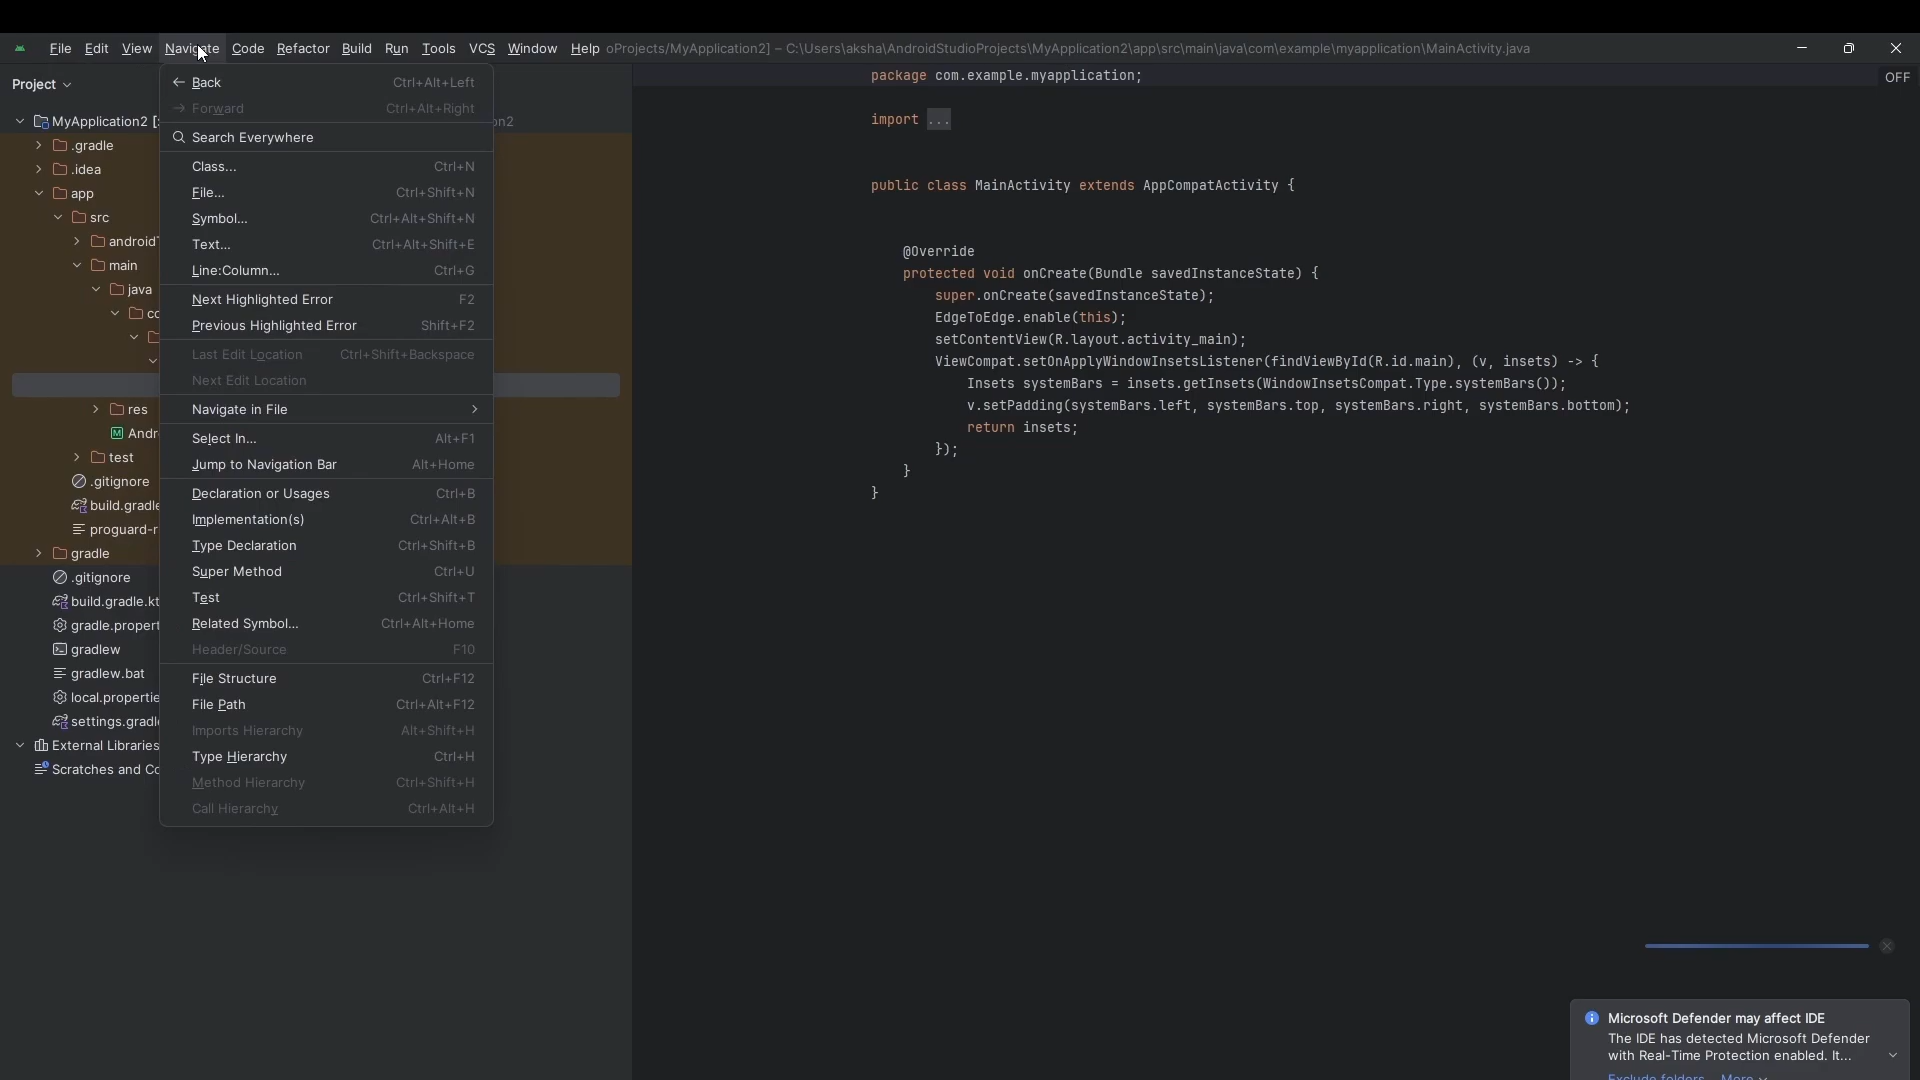 File Edit View Navigate Code Refactor Build Run Tools VCS Window Help oProjects/MyApplication2] – C:\Users\aksha\AndroidStudioProjects\MyApplication2\app\src\main\java\com\example\myapplication\MainActivity.java
Project
MyApplication2 [
.gradle
.idea
app
src
android
main
java
res
Andr
test
.gitignore
build.gradle
proguard-r
gradle
.gitignore
build.gradle.kt
gradle.propert
gradlew
gradlew.bat
local.propertie
settings.gradl
External Libraries
Scratches and Co
on2
Back Ctrl+Alt+Left
Forward Ctrl+Alt+Right
Search Everywhere
Class... Ctrl+N
File... Ctrl+Shift+N
Symbol... Ctrl+Alt+Shift+N
Text... Ctrl+Alt+Shift+E
Line:Column... Ctrl+G
Next Highlighted Error F2
Previous Highlighted Error Shift+F2
Last Edit Location Ctrl+Shift+Backspace
Next Edit Location
Navigate in File
Select In... Alt+F1
Jump to Navigation Bar Alt+Home
Declaration or Usages Ctrl+B
Implementation(s) Ctrl+Alt+B
Type Declaration Ctrl+Shift+B
Super Method Ctrl+U
Test Ctrl+Shift+T
Related Symbol... Ctrl+Alt+Home
Header/Source F10
File Structure Ctrl+F12
File Path Ctrl+Alt+F12
Imports Hierarchy Alt+Shift+H
Type Hierarchy Ctrl+H
Method Hierarchy Ctrl+Shift+H
Call Hierarchy Ctrl+Alt+H
package com.example.myapplication;
OFF
import ...
public class MainActivity extends AppCompatActivity {
@Override
protected void onCreate(Bundle savedInstanceState) {
super.onCreate(savedInstanceState);
EdgeToEdge.enable(this);
setContentView(R.layout.activity_main);
ViewCompat.setOnApplyWindowInsetsListener(findViewById(R.id.main), (v, insets) -> {
Insets systemBars = insets.getInsets(WindowInsetsCompat.Type.systemBars());
v.setPadding(systemBars.left, systemBars.top, systemBars.right, systemBars.bottom);
return insets;
});
}
}
Microsoft Defender may affect IDE
The IDE has detected Microsoft Defender
with Real-Time Protection enabled. It...
Exclude folders... More